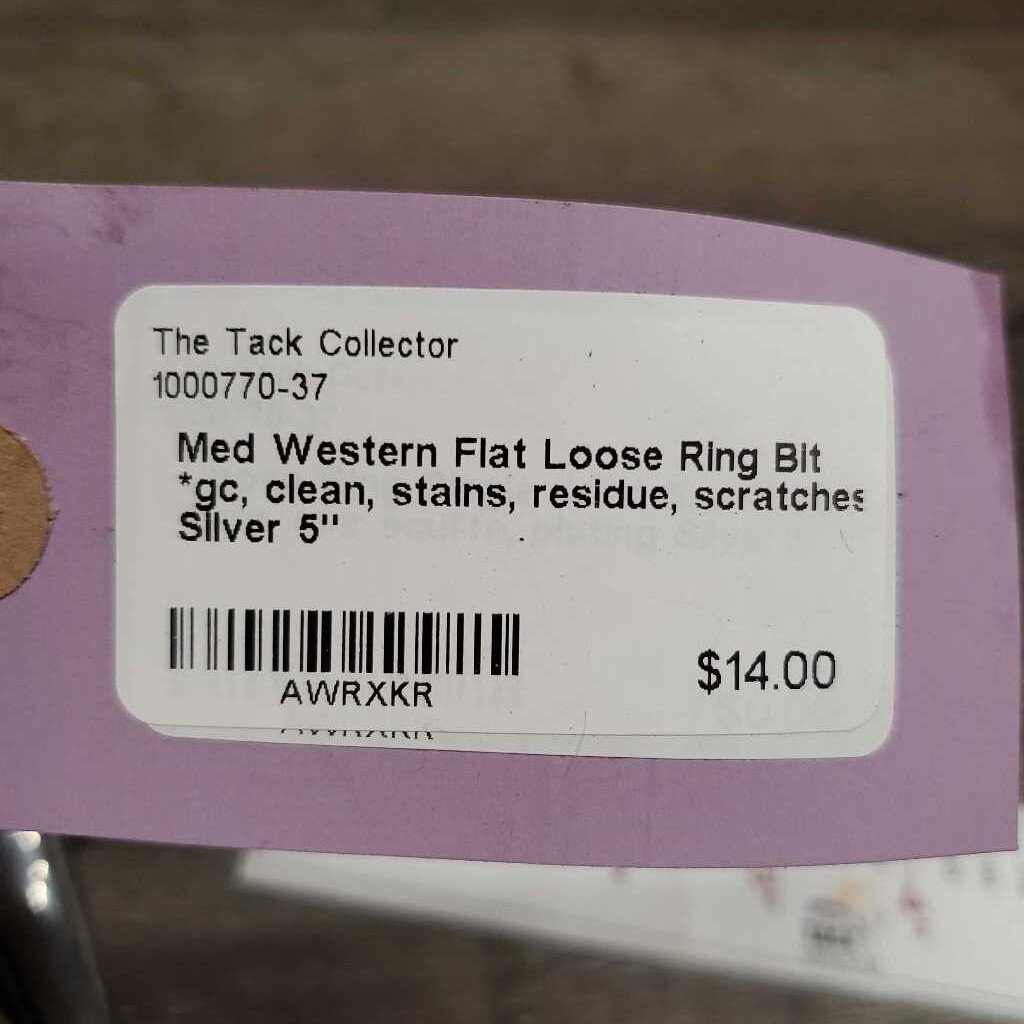 The Tack Collector
1000770-37
Med Western Flat Loose Ring Bit
*gc, clean, stains, residue, scratches
Silver 5"
AWRXKR
$14.00